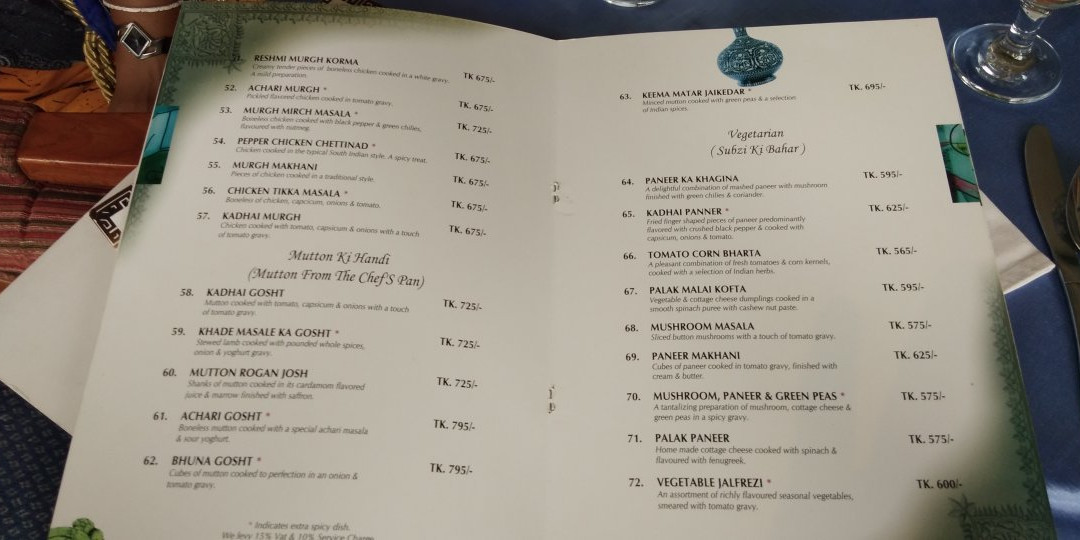 RESHMI MURGH KORMA TK 675/-
Creamy tender pieces of boneless chicken cooked in a white gravy.
A mild preparation.
52. ACHARI MURGH * TK. 675/-
Pickled flavored chicken cooked in tomato gravy.
53. MURGH MIRCH MASALA * TK. 725/-
Boneless chicken cooked with black pepper & green chilies,
flavoured with nutmeg.
54. PEPPER CHICKEN CHETTINAD * TK. 675/-
Chicken cooked in the typical South Indian style. A spicy treat.
55. MURGH MAKHANI TK. 675/-
Pieces of chicken cooked in a traditional style.
56. CHICKEN TIKKA MASALA * TK. 675/-
Boneless of chicken, capcicum, onions & tomato.
57. KADHAI MURGH TK. 675/-
Chicken cooked with tomato, capsicum & onions with a touch
of tomato gravy.
Mutton Ki Handi
(Mutton From The Chef'S Pan)
58. KADHAI GOSHT TK. 725/-
Mutton cooked with tomato, capcicum & onions with a touch
of tomato gravy.
59. KHADE MASALE KA GOSHT * TK. 725/-
Stewed lamb cooked with pounded whole spices,
onion & yoghurt gravy.
60. MUTTON ROGAN JOSH TK. 725/-
Shanks of mutton cooked in its cardamom flavored
juice & marrow finished with saffron.
61. ACHARI GOSHT * TK. 795/-
Boneless mutton cooked with a special achari masala
& sour yoghurt.
62. BHUNA GOSHT * TK. 795/-
Cubes of mutton cooked to perfection in an onion &
tomato gravy.
* Indicates extra spicy dish.
We levy 15% Vat & 10% Service Charge
63. KEEMA MATAR JAIKEDAR * TK. 695/-
Minced mutton cooked with green peas & a selection
of Indian spices.
Vegetarian
( Subzi Ki Bahar )
64. PANEER KA KHAGINA TK. 595/-
A delightful combination of mashed paneer with mushroom
finished with green chilies & coriander.
65. KADHAI PANNER * TK. 625/-
Fried finger shaped pieces of paneer predominantly
flavored with crushed black pepper & cooked with
capsicum, onions & tomato.
66. TOMATO CORN BHARTA TK. 565/-
A pleasant combination of fresh tomatoes & corn kernels,
cooked with a selection of Indian herbs.
67. PALAK MALAI KOFTA TK. 595/-
Vegetable & cottage cheese dumplings cooked in a
smooth spinach puree with cashew nut paste.
68. MUSHROOM MASALA TK. 575/-
Sliced button mushrooms with a touch of tomato gravy.
69. PANEER MAKHANI TK. 625/-
Cubes of paneer cooked in tomato gravy, finished with
cream & butter.
70. MUSHROOM, PANEER & GREEN PEAS * TK. 575/-
A tantalizing preparation of mushroom, cottage cheese &
green peas in a spicy gravy.
71. PALAK PANEER TK. 575/-
Home made cottage cheese cooked with spinach &
flavoured with fenugreek.
72. VEGETABLE JALFREZI * TK. 600/-
An assortment of richly flavoured seasonal vegetables,
smeared with tomato gravy.